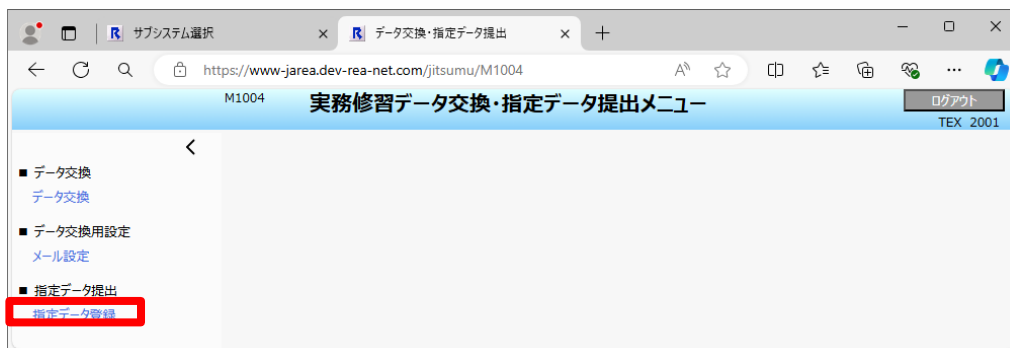 サブシステム選択
データ交換・指定データ提出
https://www-jarea.dev-rea-net.com/jitsumu/M1004
M1004 実務修習データ交換・指定データ提出メニュー ログアウト
TEX 2001
■ データ交換
データ交換
■ データ交換用設定
メール設定
■ 指定データ提出
指定データ登録